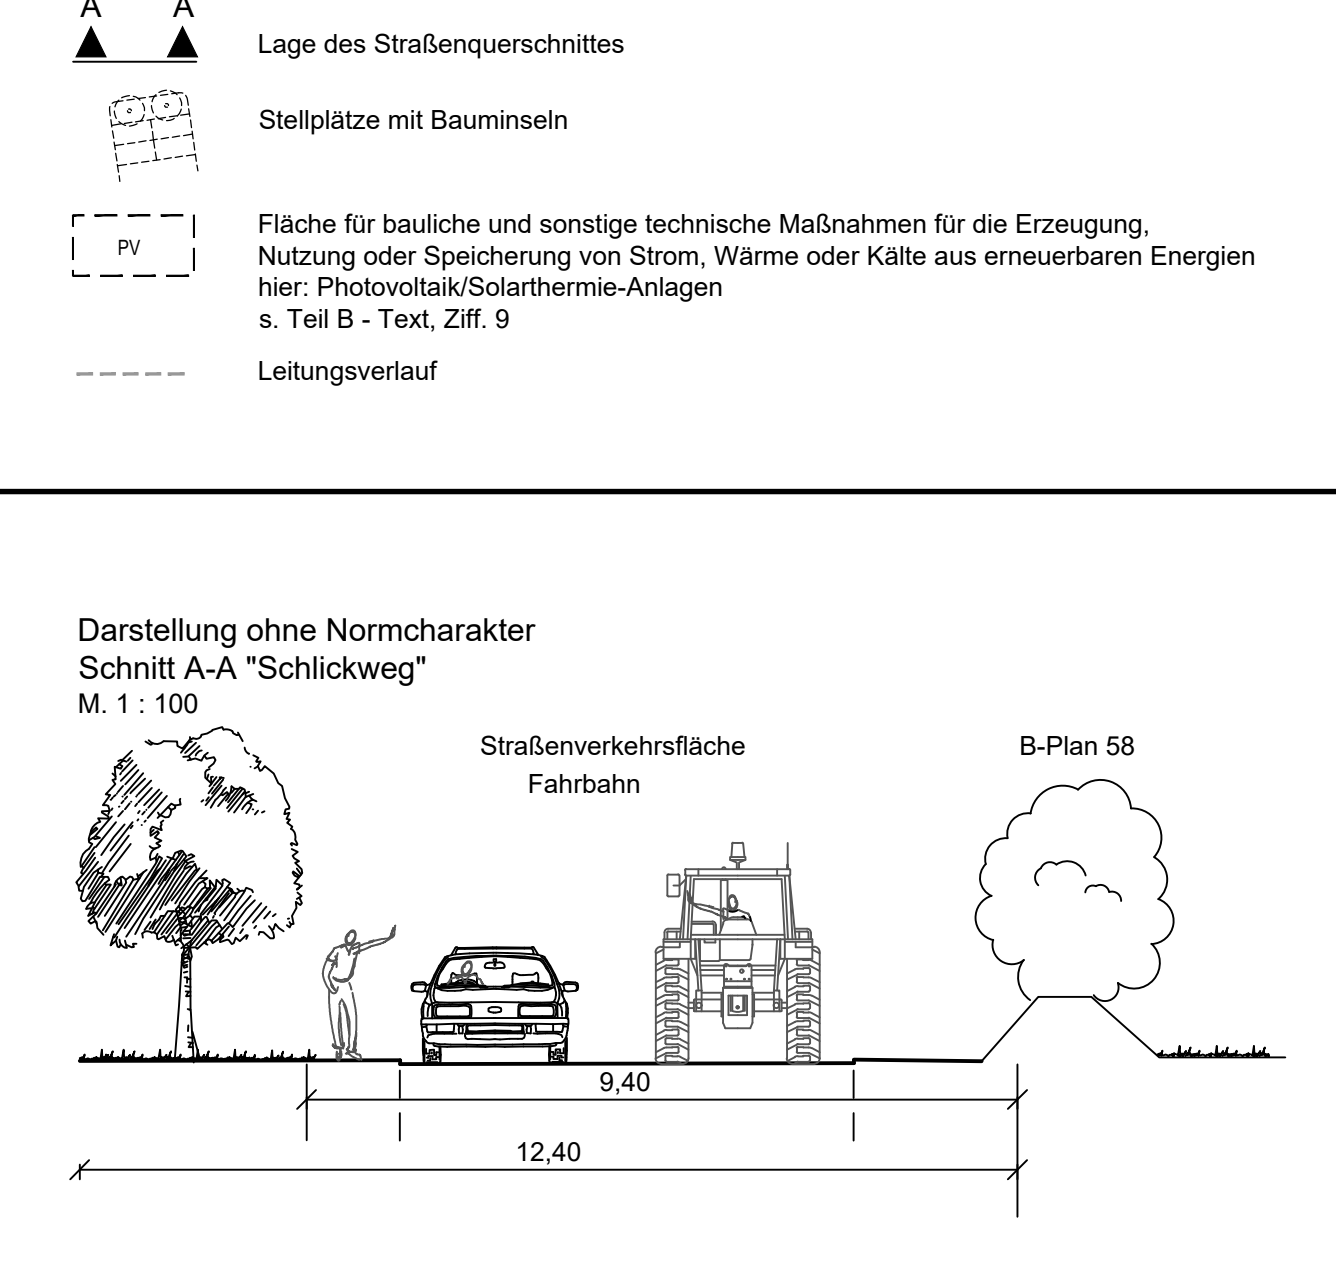 A A
Lage des Straßenquerschnittes
Stellplätze mit Bauminseln
PV
Fläche für bauliche und sonstige technische Maßnahmen für die Erzeugung,
Nutzung oder Speicherung von Strom, Wärme oder Kälte aus erneuerbaren Energien
hier: Photovoltaik/Solarthermie-Anlagen
s. Teil B - Text, Ziff. 9
Leitungsverlauf
Darstellung ohne Normcharakter
Schnitt A-A "Schlickweg"
M. 1 : 100
Straßenverkehrsfläche
Fahrbahn
B-Plan 58
9,40
12,40